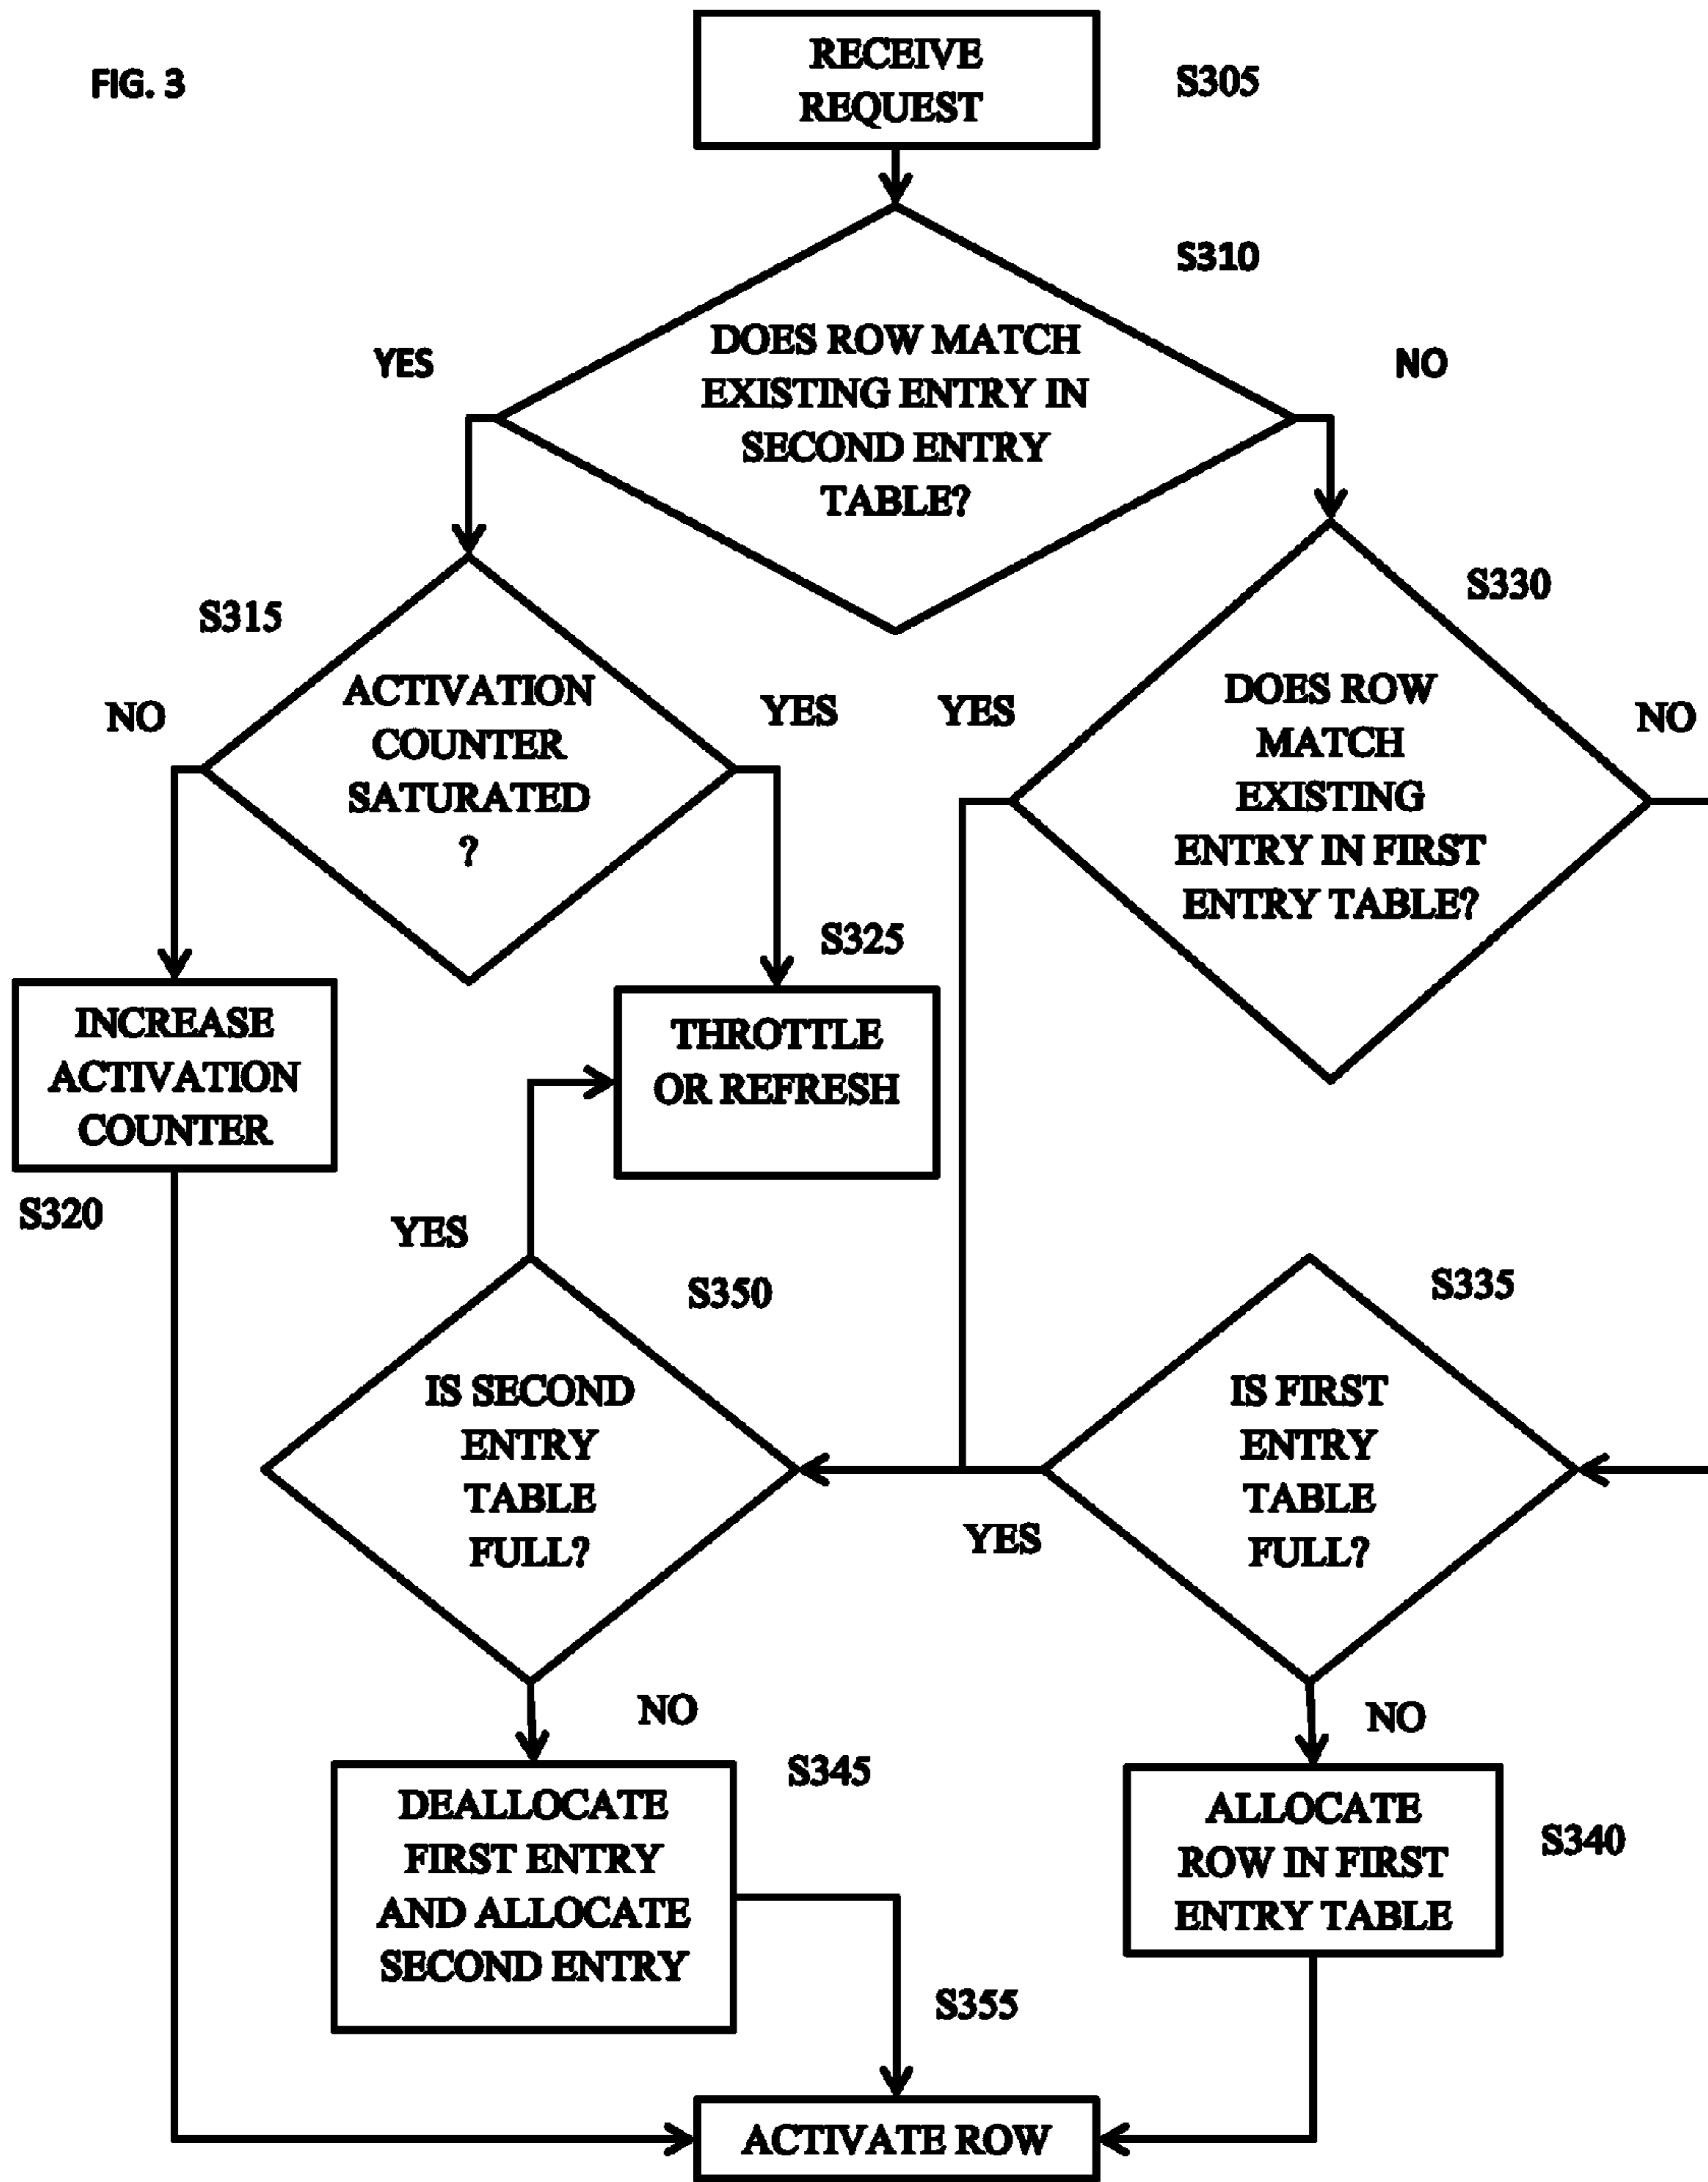 FIG. 3
RECEIVE
REQUEST
S305
S310
DOES ROW MATCH
EXISTING ENTRY IN
SECOND ENTRY
TABLE?
YES
NO
S315
ACTIVATION
COUNTER
SATURATED
?
NO
YES
S330
DOES ROW
MATCH
EXISTING
ENTRY IN FIRST
ENTRY TABLE?
YES
NO
INCREASE
ACTIVATION
COUNTER
S320
S325
THROTTLE
OR REFRESH
YES
S350
IS SECOND
ENTRY
TABLE
FULL?
NO
S335
IS FIRST
ENTRY
TABLE
FULL?
YES
NO
S345
DEALLOCATE
FIRST ENTRY
AND ALLOCATE
SECOND ENTRY
ALLOCATE
ROW IN FIRST
ENTRY TABLE
S340
S355
ACTIVATE ROW